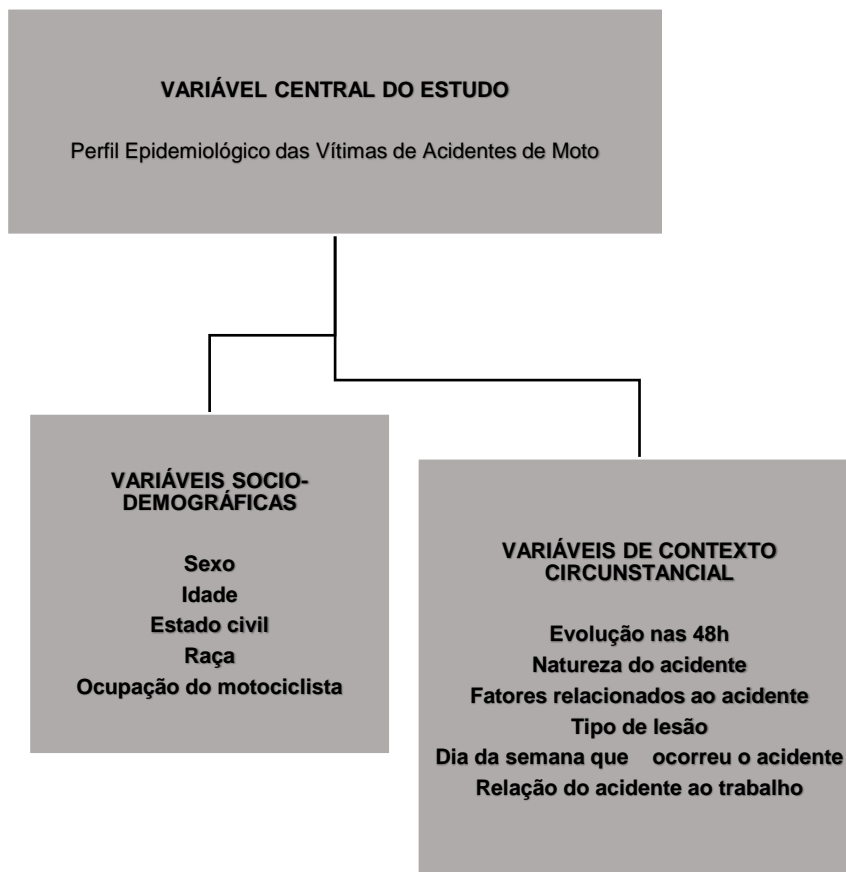 VARIÁVEL CENTRAL DO ESTUDO
Perfil Epidemiológico das Vítimas de Acidentes de Moto
VARIÁVEIS SOCIO-
DEMOGRÁFICAS
Sexo
Idade
Estado civil
Raça
Ocupação do motociclista
VARIÁVEIS DE CONTEXTO
CIRCUNSTANCIAL
Evolução nas 48h
Natureza do acidente
Fatores relacionados ao acidente
Tipo de lesão
Dia da semana que ocorreu o acidente
Relação do acidente ao trabalho